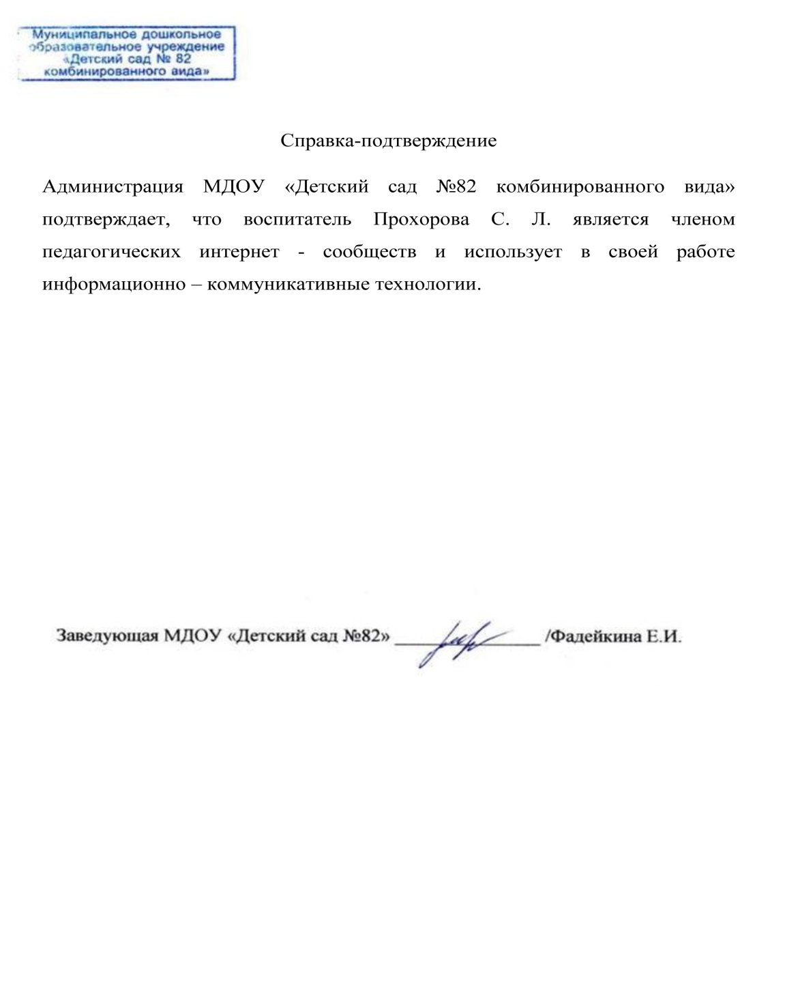 Муниципальное дошкольное
образовательное учреждение
«Детский сад № 82
комбинированного вида»
Справка-подтверждение
Администрация МДОУ «Детский сад №82 комбинированного вида»
подтверждает, что воспитатель Прохорова С. Л. является членом
педагогических интернет - сообществ и использует в своей работе
информационно – коммуникативные технологии.
Заведующая МДОУ «Детский сад №82» _______________ /Фадейкина Е.И.